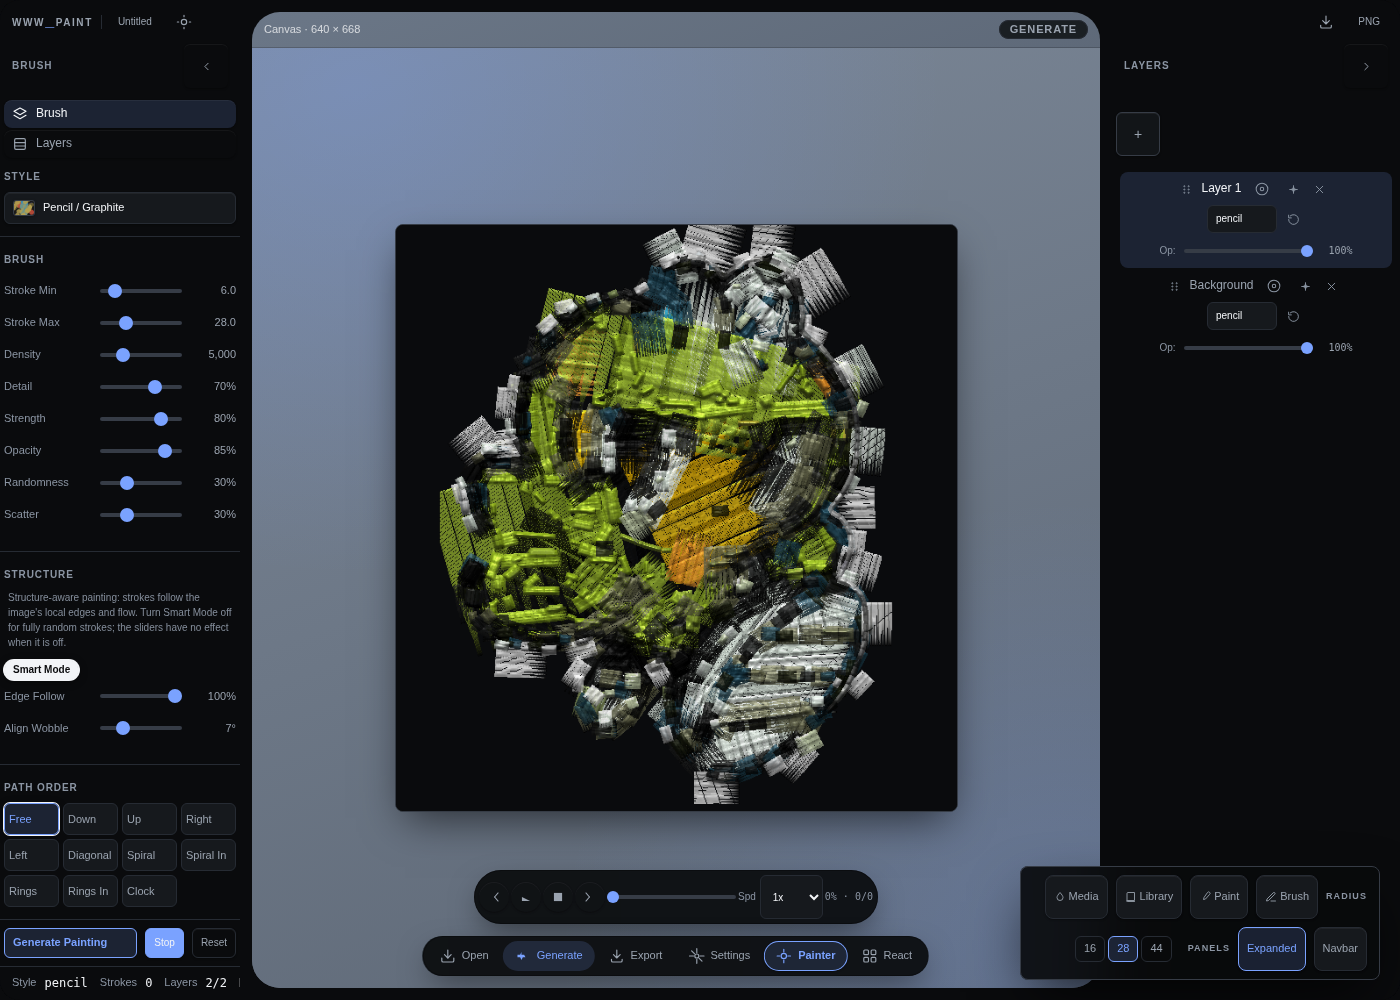 WWW_PAINT Untitled
PNG
BRUSH
Brush
Layers
STYLE
Pencil / Graphite
BRUSH
Stroke Min 6.0
Stroke Max 28.0
Density 5,000
Detail 70%
Strength 80%
Opacity 85%
Randomness 30%
Scatter 30%
STRUCTURE
Structure-aware painting: strokes follow the
image's local edges and flow. Turn Smart Mode off
for fully random strokes; the sliders have no effect
when it is off.
Smart Mode
Edge Follow 100%
Align Wobble 7°
PATH ORDER
Free Down Up Right
Left Diagonal Spiral Spiral In
Rings Rings In Clock
Generate Painting Stop Reset
Style pencil Strokes 0 Layers 2/2
Canvas · 640 × 668 GENERATE
Spd 1x 0% · 0/0
Open Generate Export Settings Painter React
LAYERS
+
Layer 1
pencil
Op: 100%
Background
pencil
Op: 100%
Media Library Paint Brush RADIUS
16 28 44 PANELS Expanded Navbar